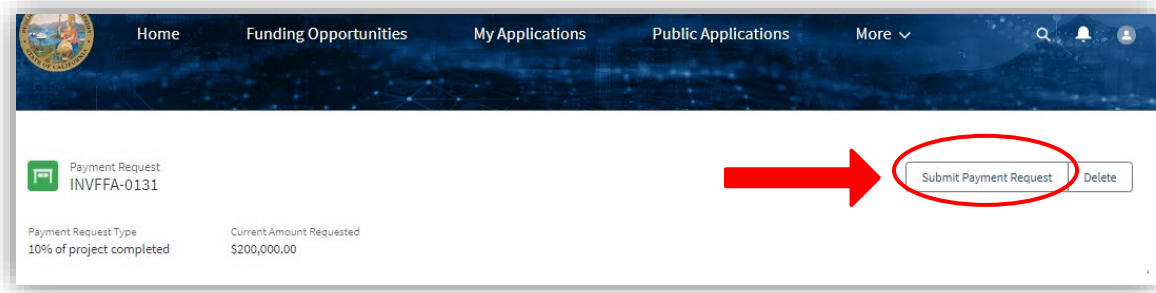 Home Funding Opportunities My Applications Public Applications More
Payment Request
INVFFA-0131
Submit Payment Request Delete
Payment Request Type Current Amount Requested
10% of project completed $200,000.00